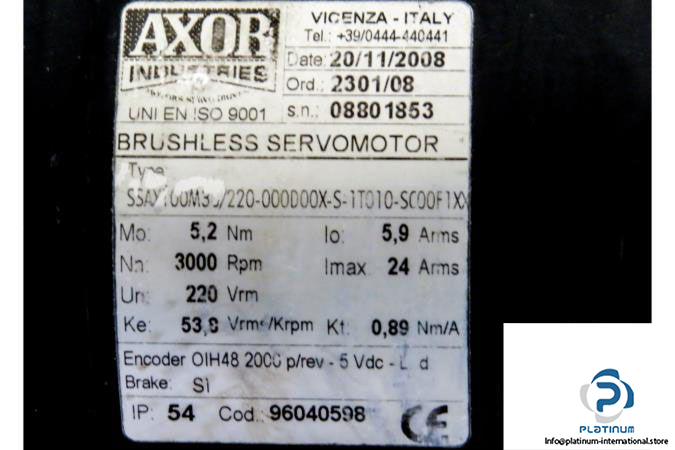 AXOR
INDUSTRIES
UNI EN ISO 9001
VICENZA - ITALY
Tel.: +39/0444-440441
Date: 20/11/2008
Ord.: 2301/08
s.n.: 08801853
BRUSHLESS SERVOMOTOR
Type
Mo: 5,2 Nm Io: 5,9 Arms
Nn: 3000 Rpm Imax 24 Arms
Un: 220 Vrm
Ke: 53,8 Vrms/Krpm Kt: 0,89 Nm/A
Encoder OIH48 2000 p/rev - 5 Vdc -
Brake: SI
IP: 54 Cod.: 96040598 CE
PLATINUM
info@platinum-international.store